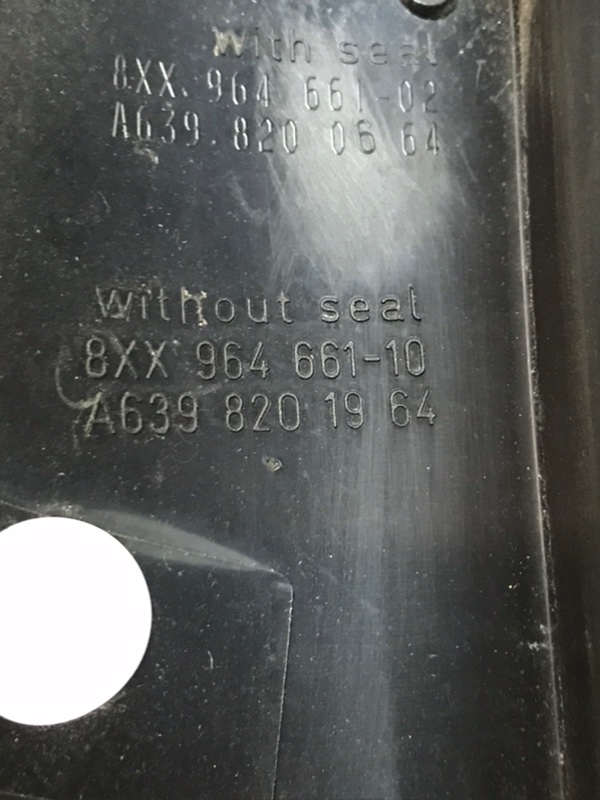 with seal
8XX. 964 661-02
A639. 820 06 64
without seal
8XX 964 661-10
A639 820 19 64